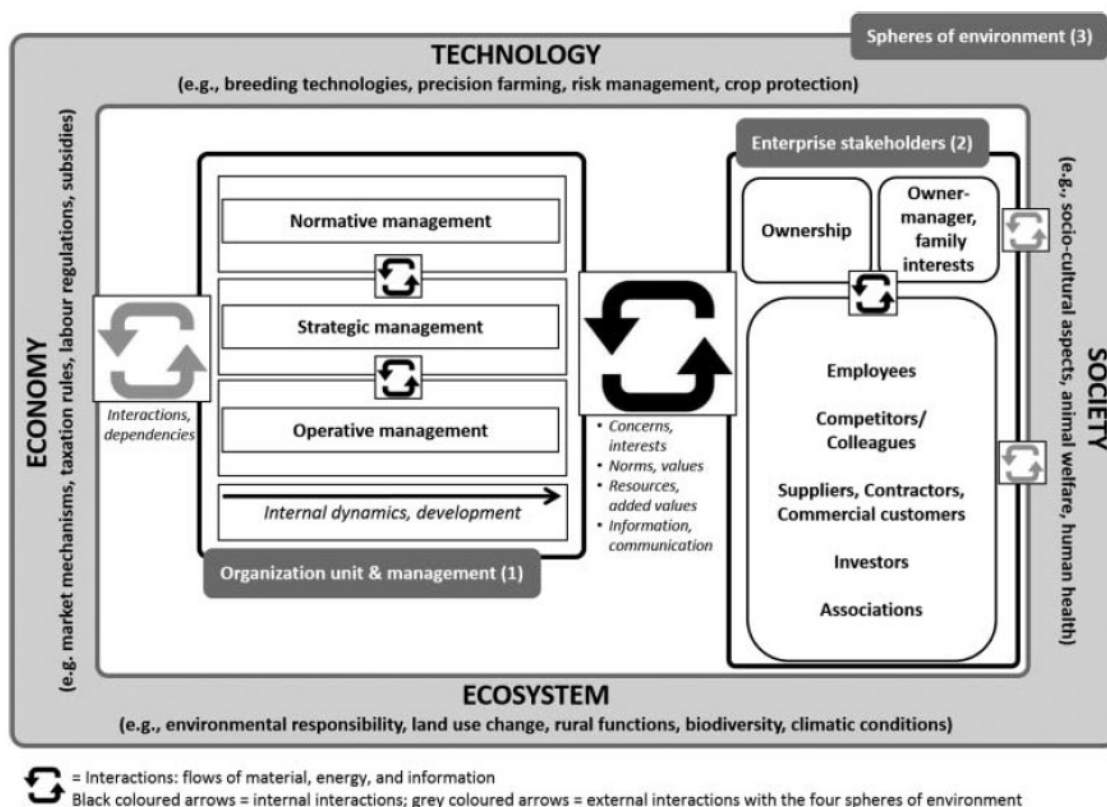 Spheres of environment (3)
TECHNOLOGY
(e.g., breeding technologies, precision farming, risk management, crop protection)
ECONOMY
(e.g. market mechanisms, taxation rules, labour regulations, subsidies)
Interactions,
dependencies
Normative management
Strategic management
Operative management
Internal dynamics, development
Organization unit & management (1)
• Concerns,
interests
• Norms, values
• Resources,
added values
• Information,
communication
Enterprise stakeholders (2)
Ownership
Owner-
manager,
family
interests
Employees
Competitors/
Colleagues
Suppliers, Contractors,
Commercial customers
Investors
Associations
(e.g., socio-cultural aspects, animal welfare, human health)
SOCIETY
ECOSYSTEM
(e.g., environmental responsibility, land use change, rural functions, biodiversity, climatic conditions)
= Interactions: flows of material, energy, and information
Black coloured arrows = internal interactions; grey coloured arrows = external interactions with the four spheres of environment